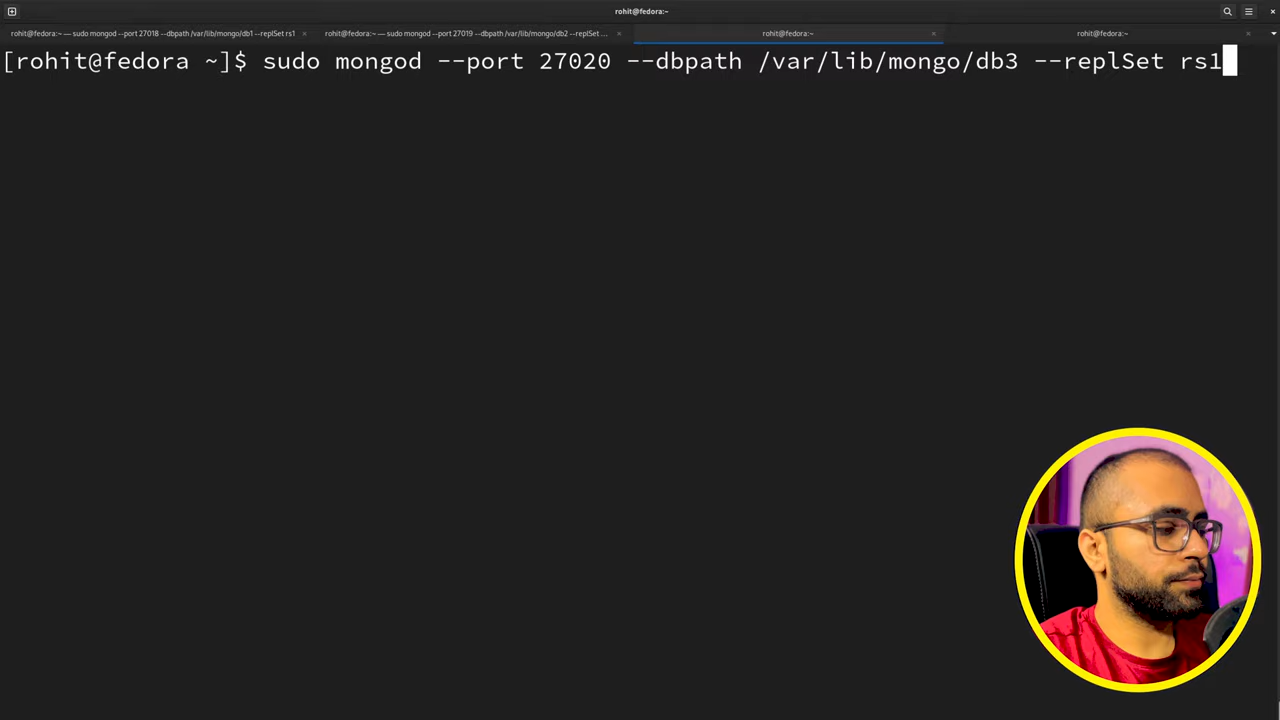 rohit@fedora:~
rohit@fedora:~ — sudo mongod --port 27018 --dbpath /var/lib/mongo/db1 --replSet rs1
rohit@fedora:~ — sudo mongod --port 27019 --dbpath /var/lib/mongo/db2 --replSet ...
rohit@fedora:~
rohit@fedora:~
[rohit@fedora ~]$ sudo mongod --port 27020 --dbpath /var/lib/mongo/db3 --replSet rs1